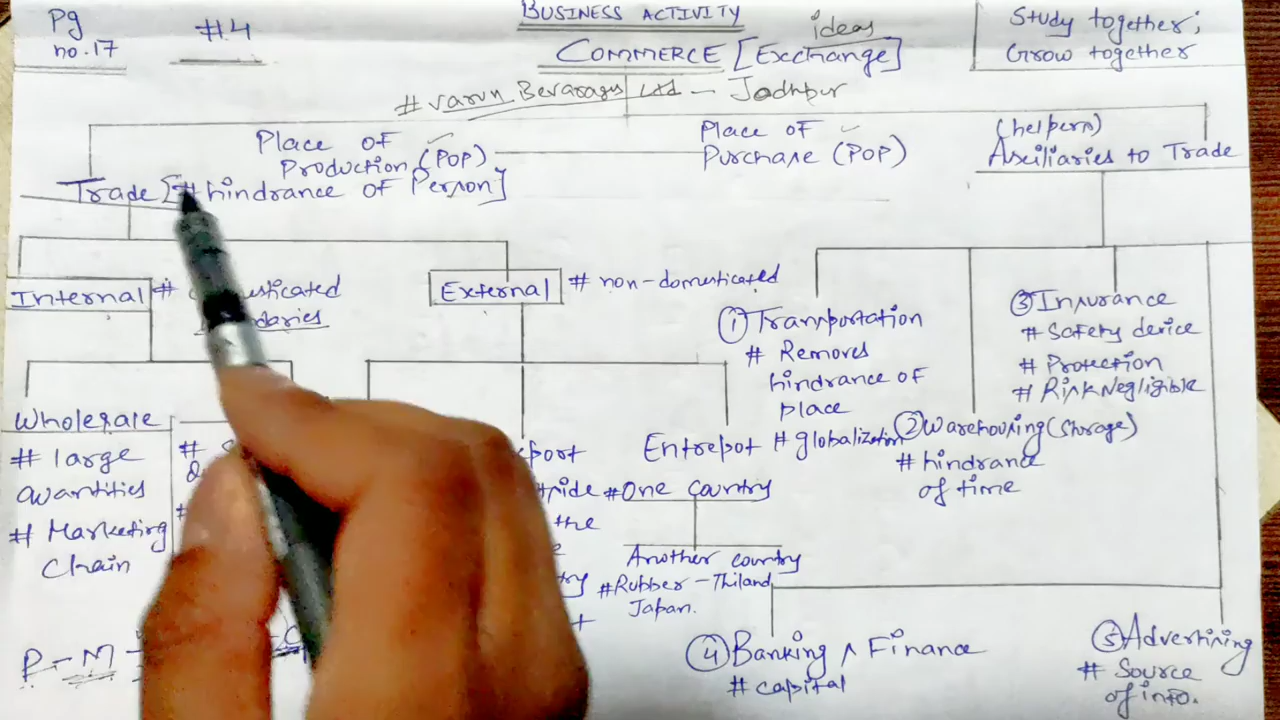 Pg
no.17
#4
BUSINESS ACTIVITY
ideas
COMMERCE [Exchange]
Study together;
Grow together
# Varun Bevarages Ltd - Jodhpur
Place of
Production (POP)
Place of
Purchase (POP)
(helpers)
Auxiliaries to Trade
Trade [# hindrance of Person]
Internal #
External # non-domesticated
Wholesale
# large
quantities
# Marketing
Chain
P - M -
Entrepot # globalization
# One country
Another country
# Rubber - Thiland
Japan.
the
① Transportation
# Removes
hindrance of
place
② Warehousing (Storage)
# hindrance
of time
③ Insurance
# Safety device
# Protection
# Risk Negligible
④ Banking & Finance
# capital
⑤ Advertising
# Source
of info.